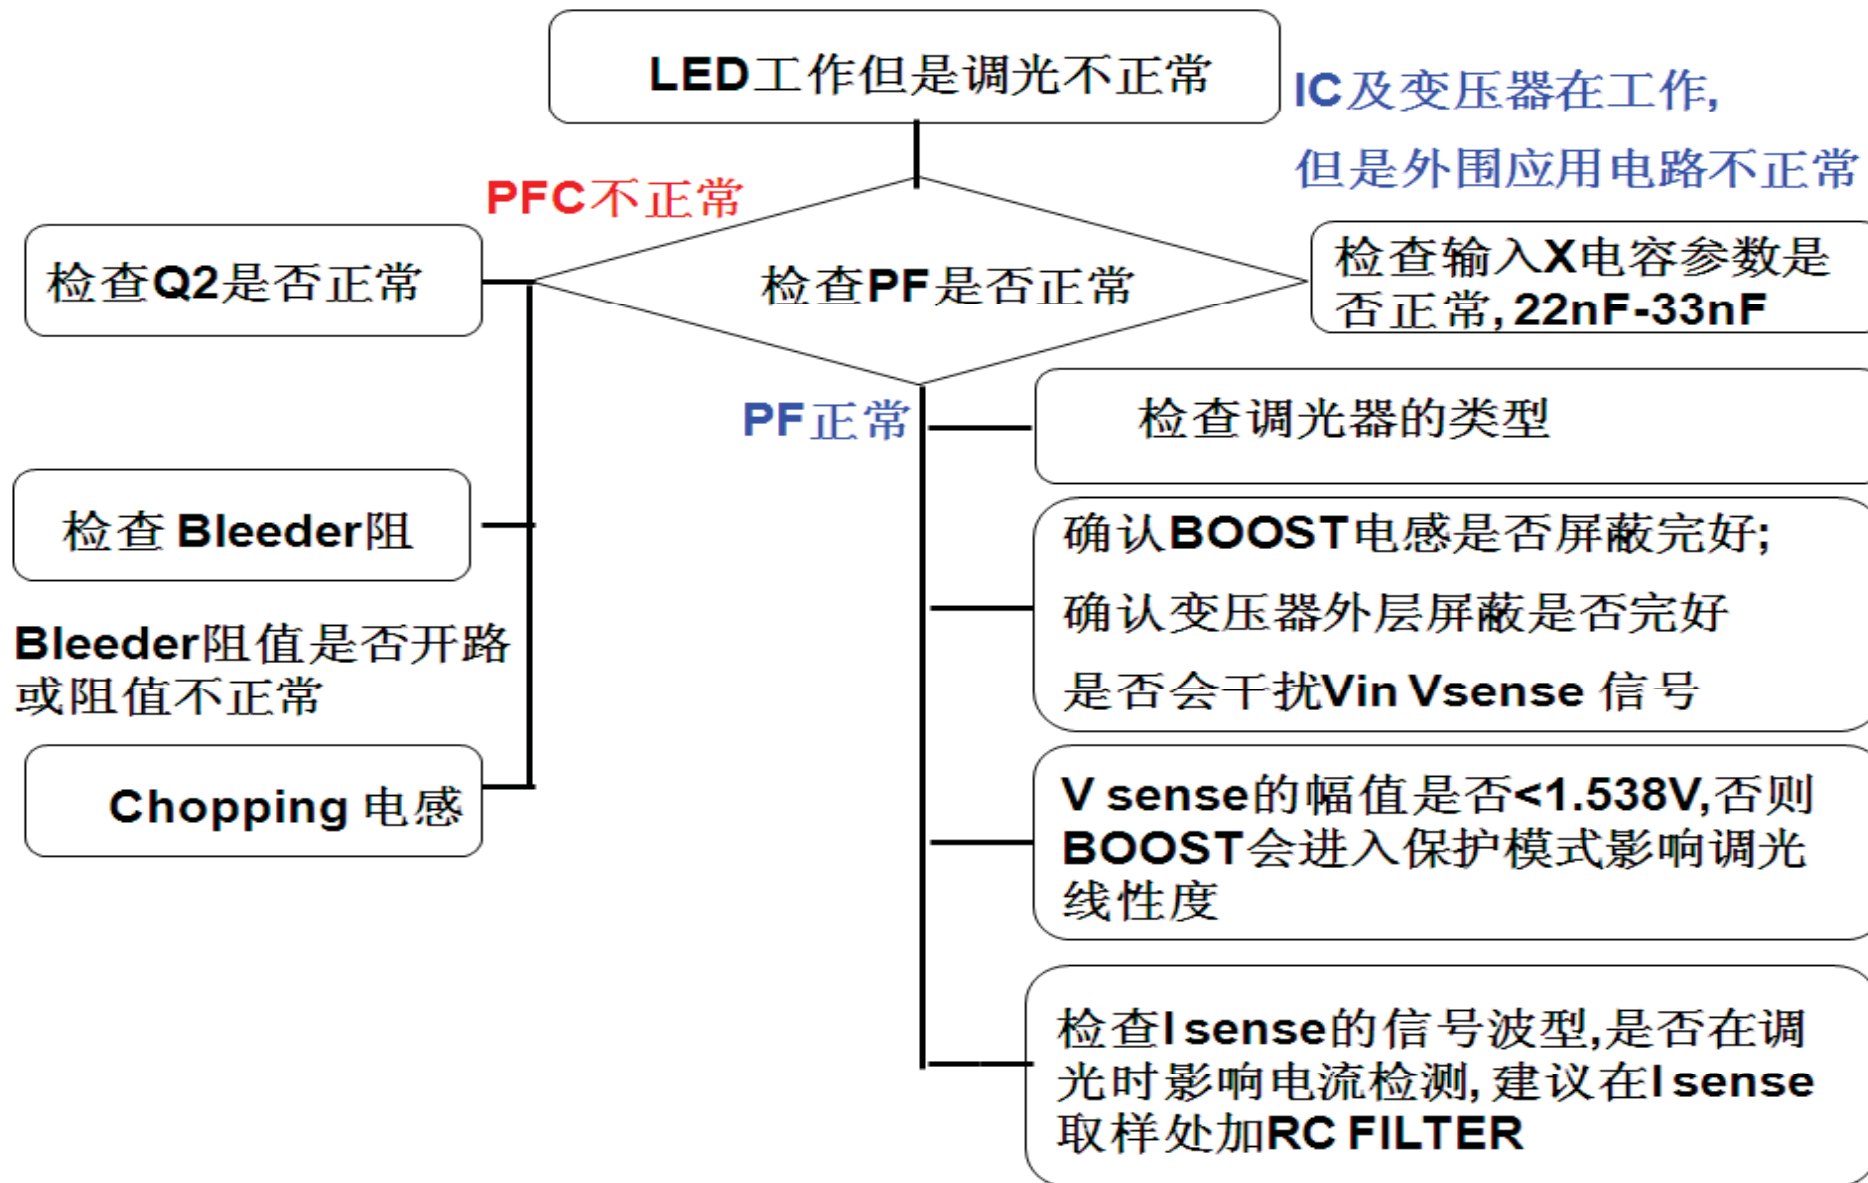 LED工作但是调光不正常
IC及变压器在工作,
但是外围应用电路不正常
PFC不正常
检查Q2是否正常
检查PF是否正常
检查输入X电容参数是
否正常, 22nF-33nF
PF正常
检查调光器的类型
检查 Bleeder阻
Bleeder阻值是否开路
或阻值不正常
Chopping 电感
确认BOOST电感是否屏蔽完好;
确认变压器外层屏蔽是否完好
是否会干扰Vin Vsense 信号
V sense的幅值是否<1.538V,否则
BOOST会进入保护模式影响调光
线性度
检查I sense的信号波型,是否在调
光时影响电流检测, 建议在I sense
取样处加RC FILTER